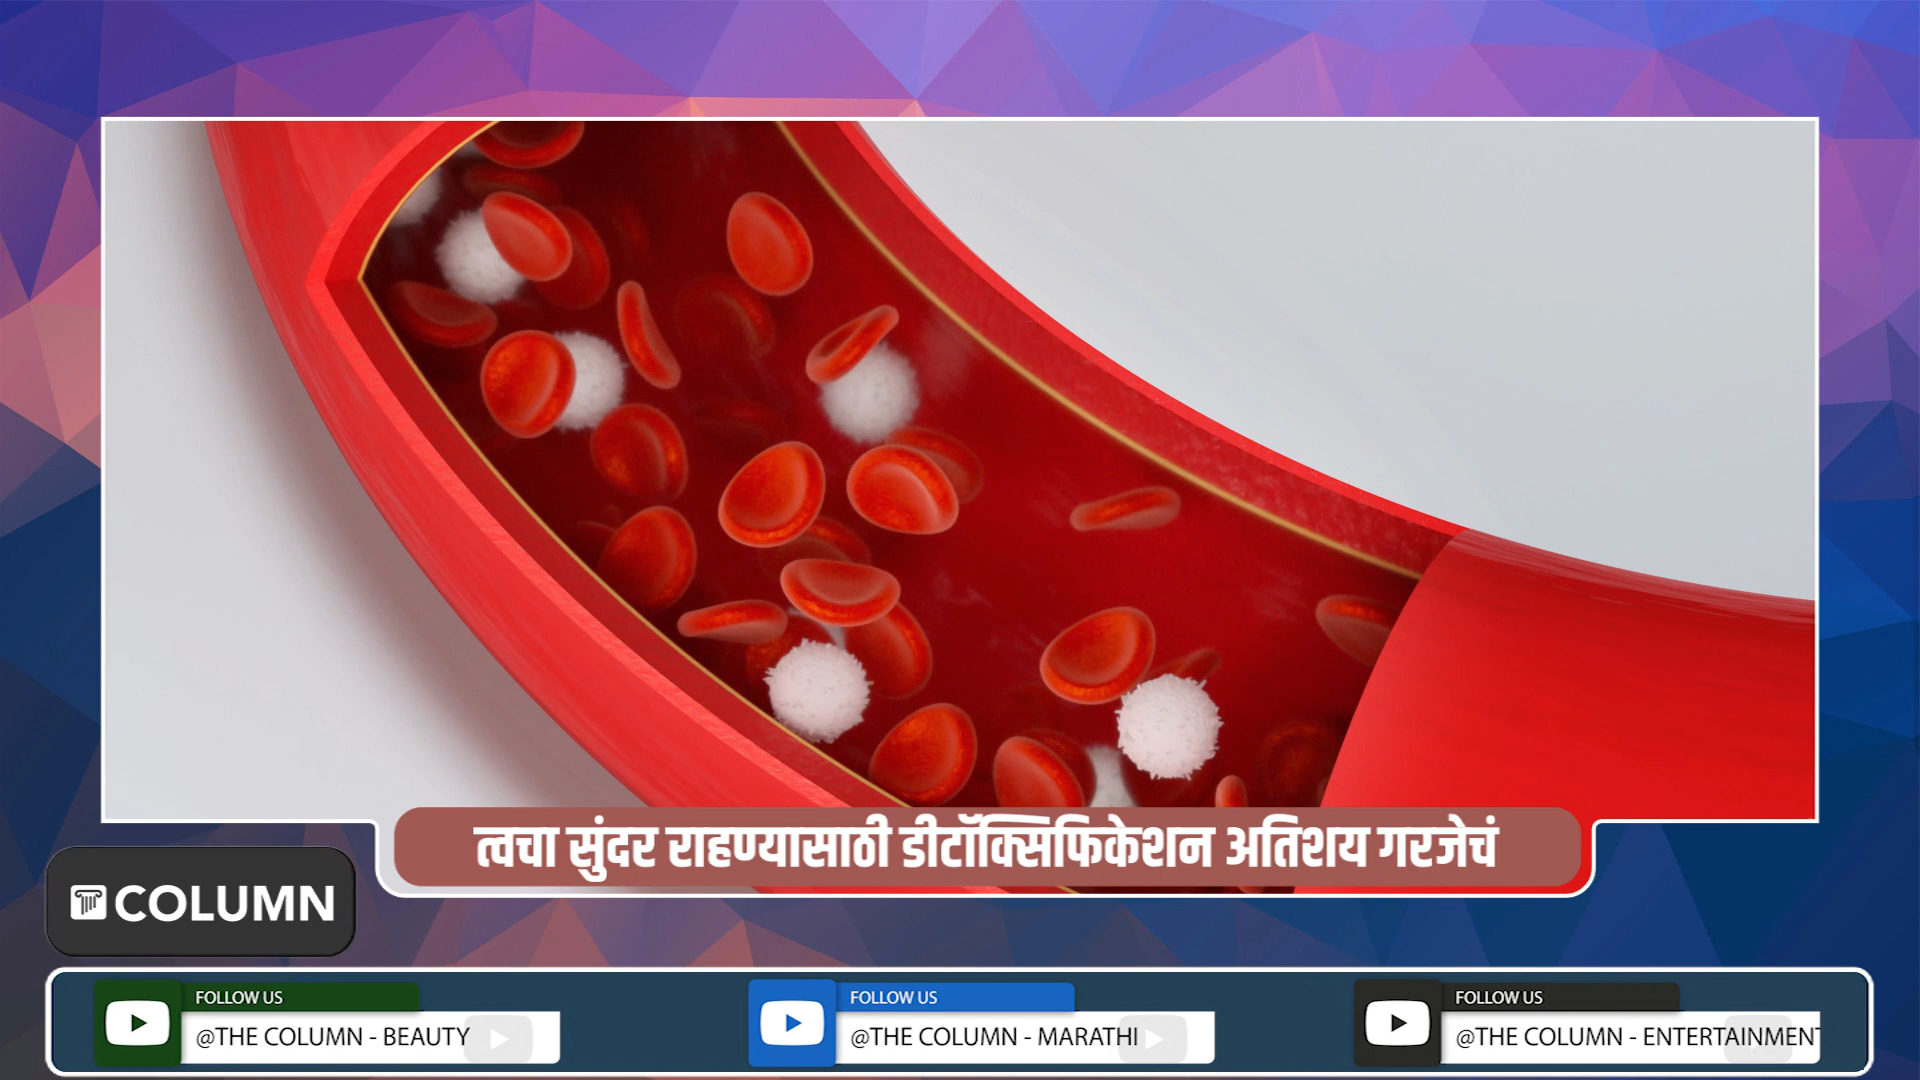 त्वचा सुंदर राहण्यासाठी डीटॉक्सिफिकेशन अतिशय गरजेचं
COLUMN
FOLLOW US
@THE COLUMN - BEAUTY
FOLLOW US
@THE COLUMN - MARATHI
FOLLOW US
@THE COLUMN - ENTERTAINMENT